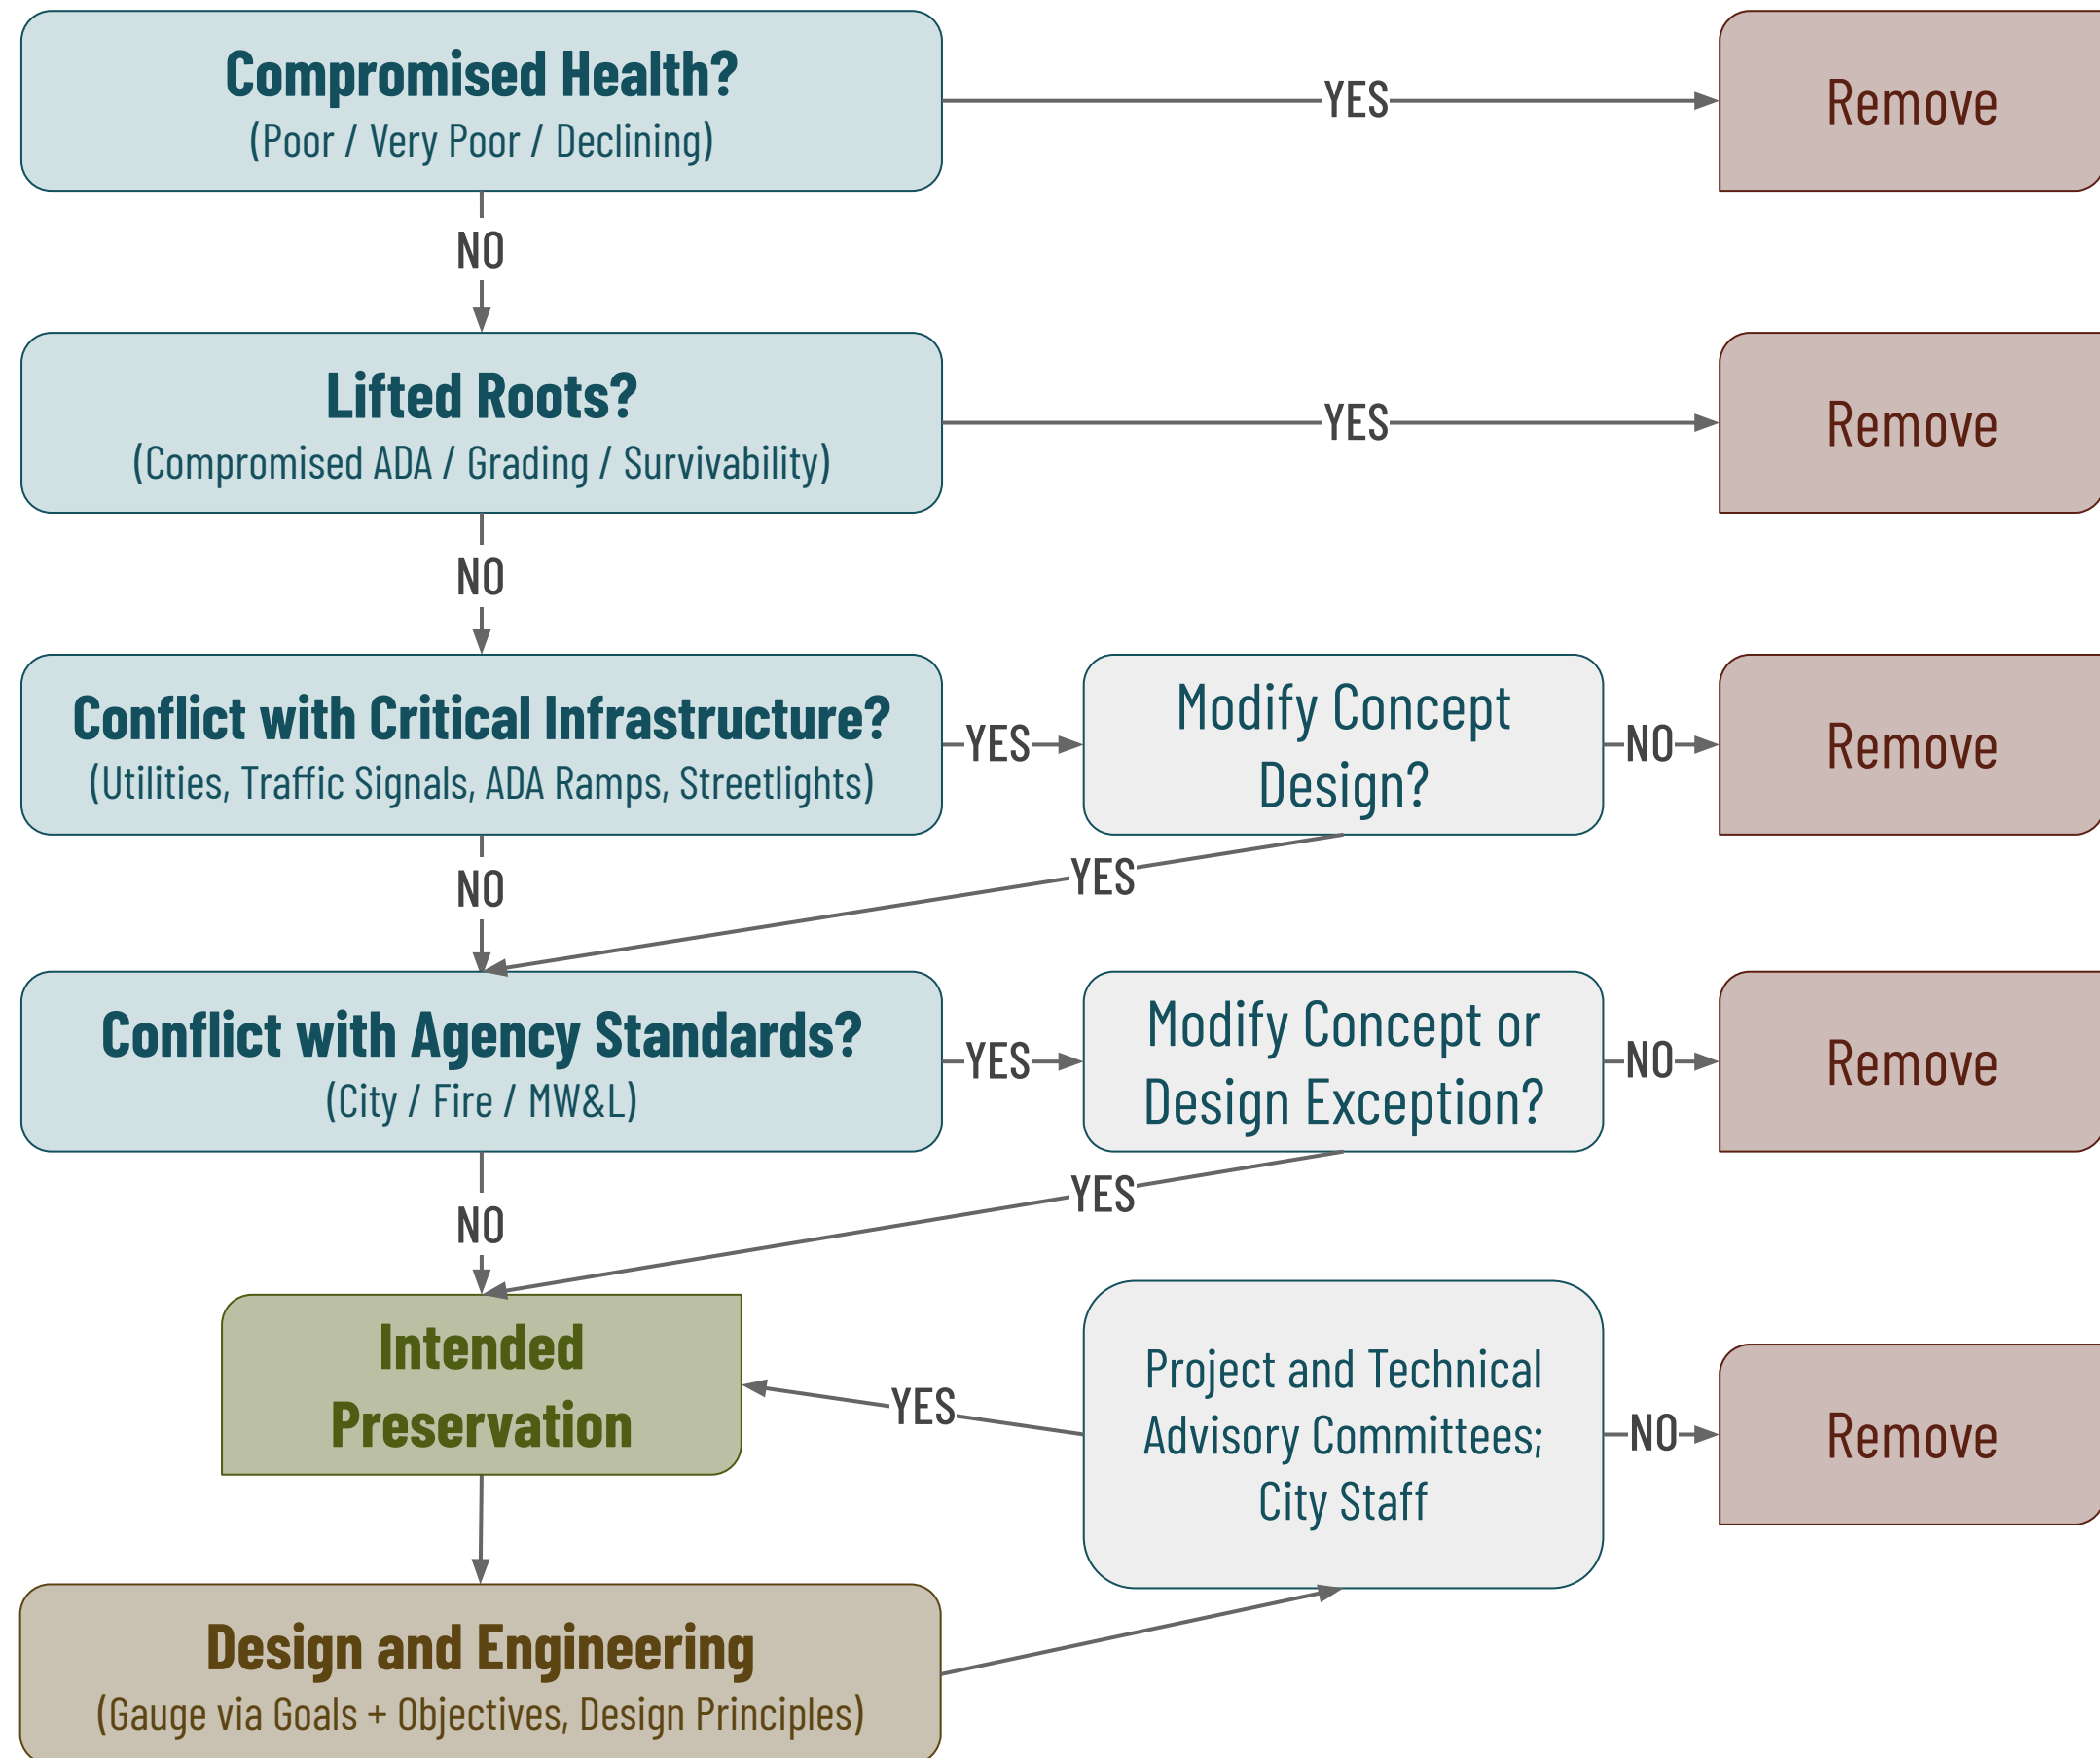 Compromised Health?
(Poor / Very Poor / Declining)
YES
Remove
NO
Lifted Roots?
(Compromised ADA / Grading / Survivability)
YES
Remove
NO
Conflict with Critical Infrastructure?
(Utilities, Traffic Signals, ADA Ramps, Streetlights)
YES
Modify Concept
Design?
NO
Remove
YES
NO
Conflict with Agency Standards?
(City / Fire / MW&L)
YES
Modify Concept or
Design Exception?
NO
Remove
YES
NO
Intended
Preservation
YES
Project and Technical
Advisory Committees;
City Staff
NO
Remove
Design and Engineering
(Gauge via Goals + Objectives, Design Principles)